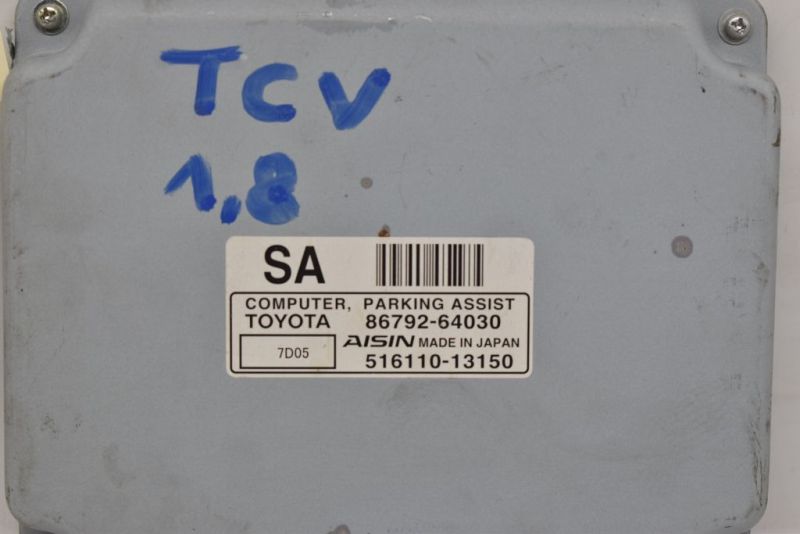 TCV
1,8
SA
COMPUTER, PARKING ASSIST
TOYOTA 86792-64030
7D05 AISIN MADE IN JAPAN
516110-13150